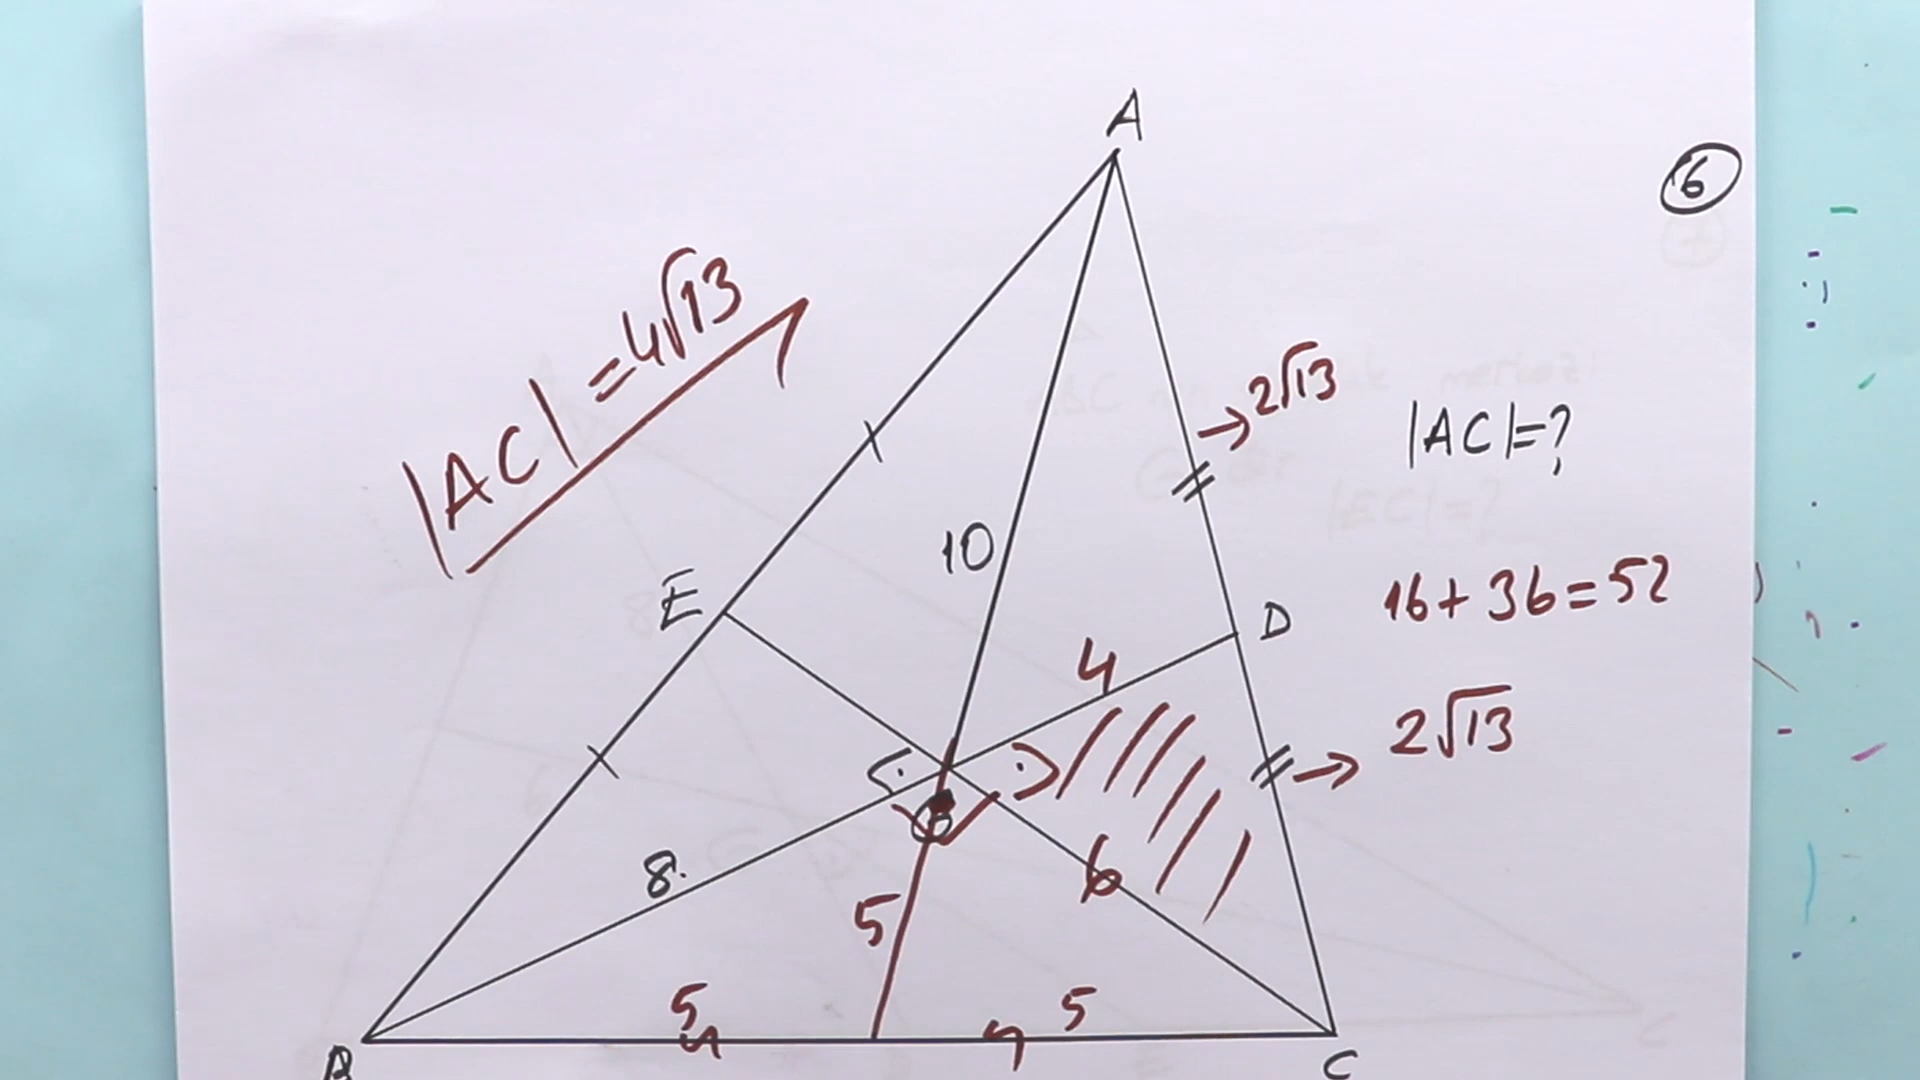 A
6
|AC| = 4√13
→ 2√13
|AC|=?
10
E
D
16 + 36 = 52
4
→ 2√13
8
6
5
5
5
B
C